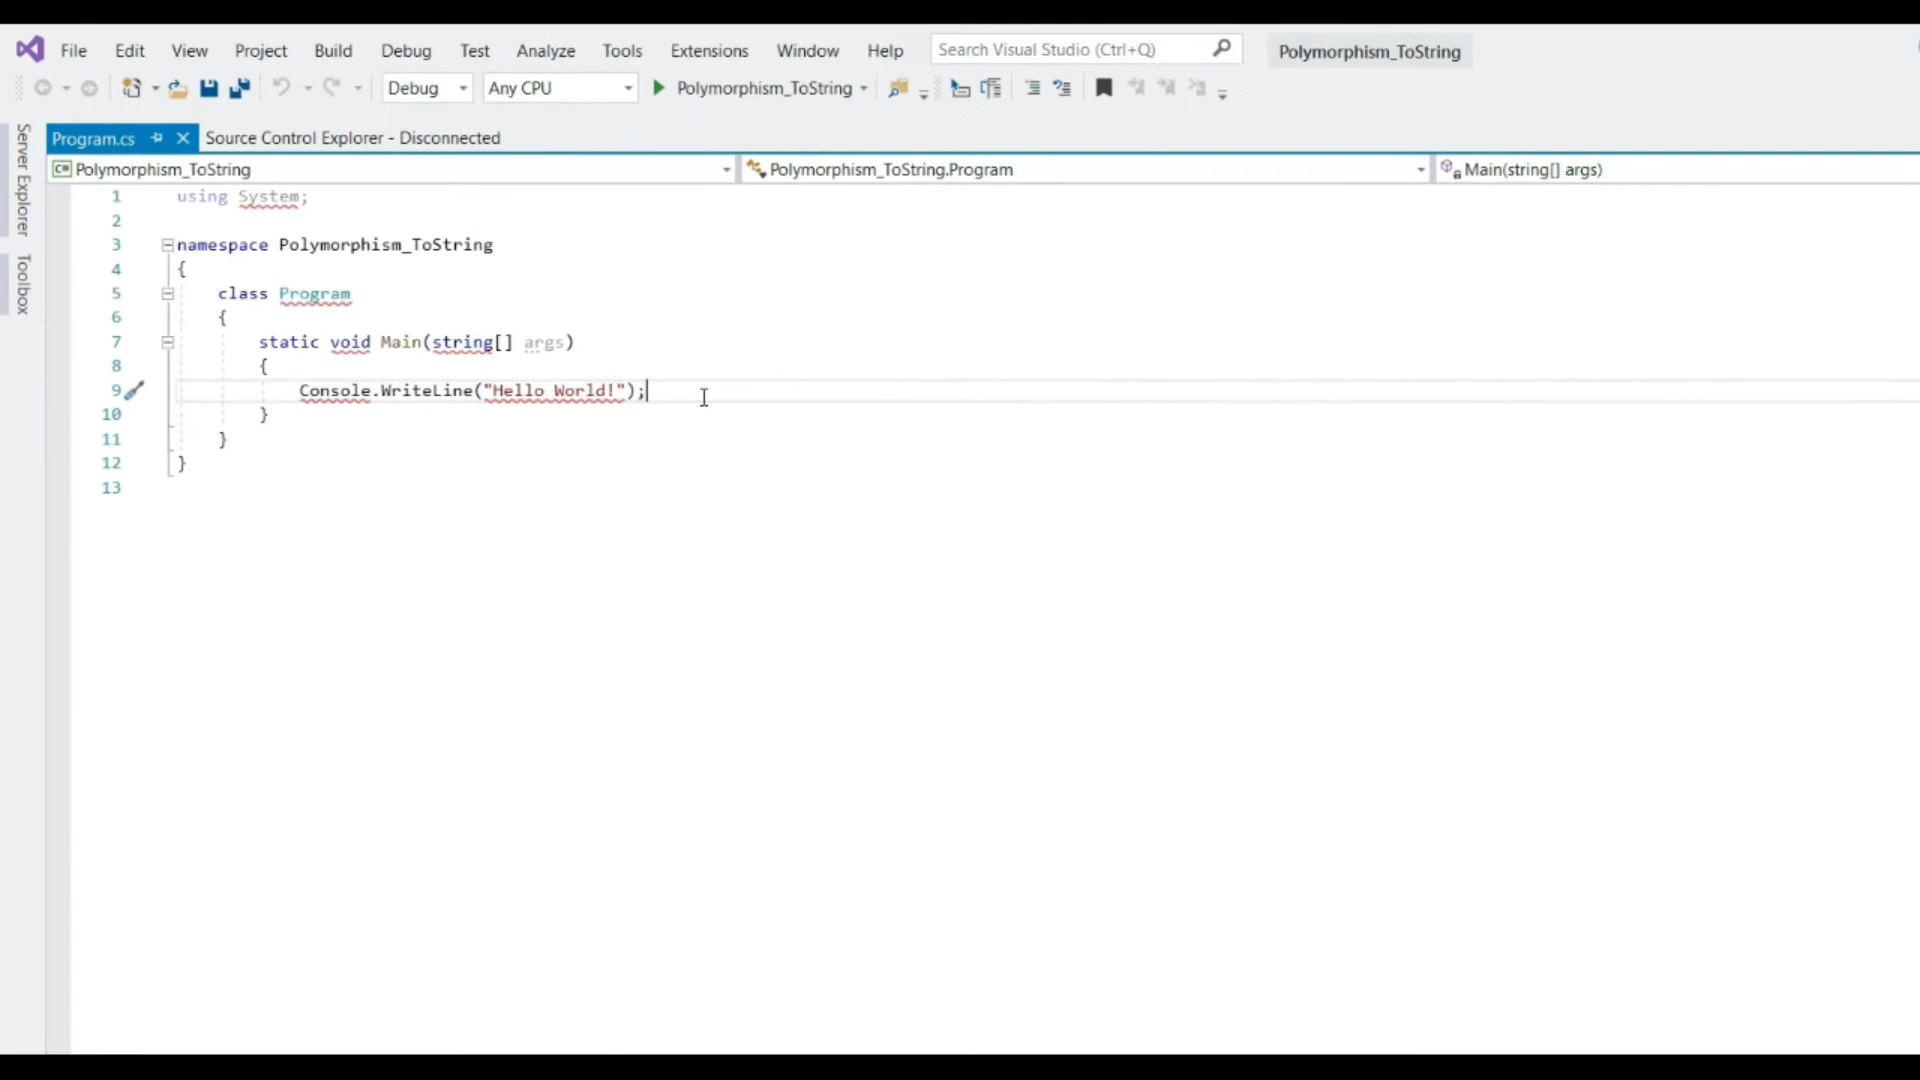 File Edit View Project Build Debug Test Analyze Tools Extensions Window Help Search Visual Studio (Ctrl+Q) Polymorphism_ToString
Debug Any CPU Polymorphism_ToString
Server Explorer
Toolbox
Program.cs Source Control Explorer - Disconnected
C# Polymorphism_ToString Polymorphism_ToString.Program Main(string[] args)
1 using System;
2
3 namespace Polymorphism_ToString
4 {
5 class Program
6 {
7 static void Main(string[] args)
8 {
9 Console.WriteLine("Hello World!");
10 }
11 }
12 }
13